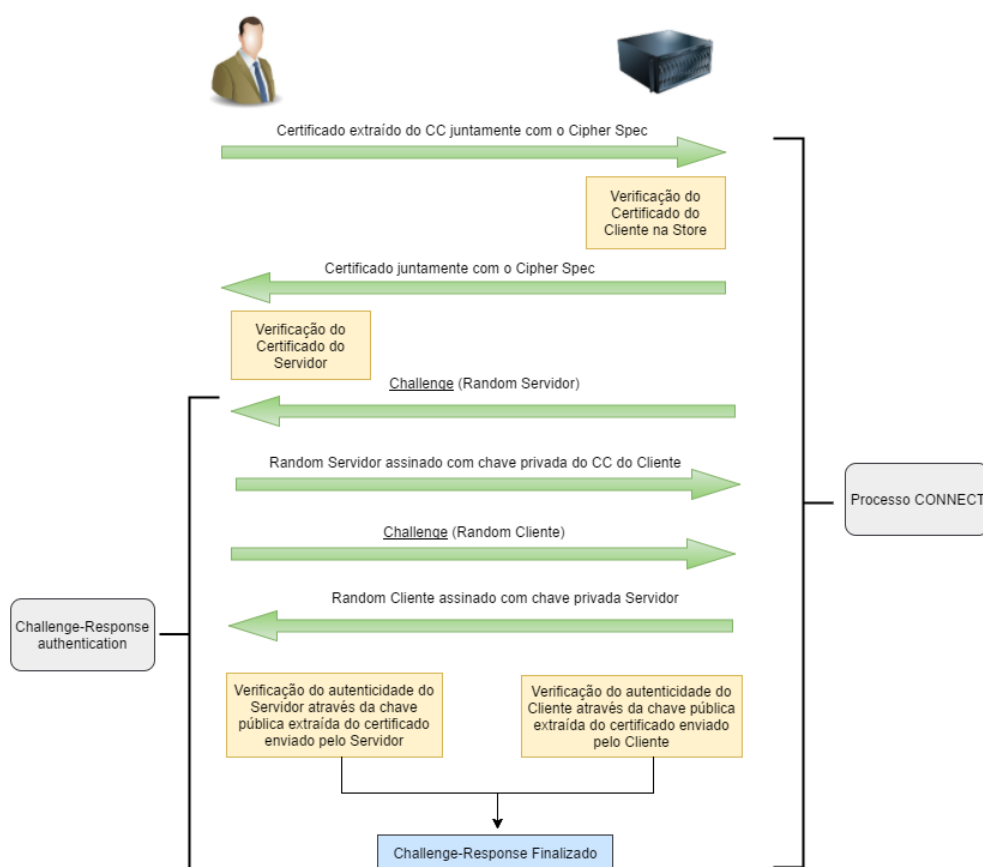 Certificado extraído do CC juntamente com o Cipher Spec
Verificação do
Certificado do
Cliente na Store
Certificado juntamente com o Cipher Spec
Verificação do
Certificado do
Servidor
Challenge (Random Servidor)
Random Servidor assinado com chave privada do CC do Cliente
Processo CONNECT
Challenge (Random Cliente)
Random Cliente assinado com chave privada Servidor
Challenge-Response
authentication
Verificação do autenticidade do
Servidor através da chave
pública extraída do certificado
enviado pelo Servidor
Verificação do autenticidade do
Cliente através da chave pública
extraída do certificado enviado
pelo Cliente
Challenge-Response Finalizado